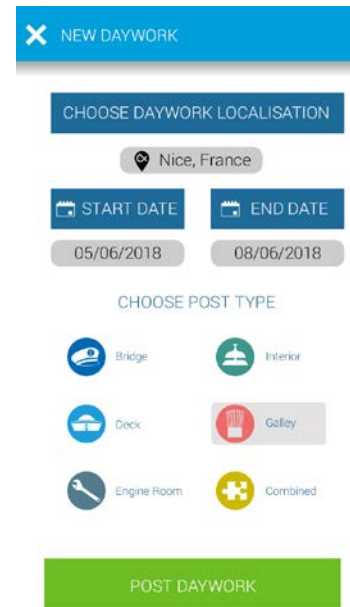 NEW DAYWORK
CHOOSE DAYWORK LOCALISATION
Nice, France
START DATE END DATE
05/06/2018 08/06/2018
CHOOSE POST TYPE
Bridge Interior
Deck Galley
Engine Room Combined
POST DAYWORK